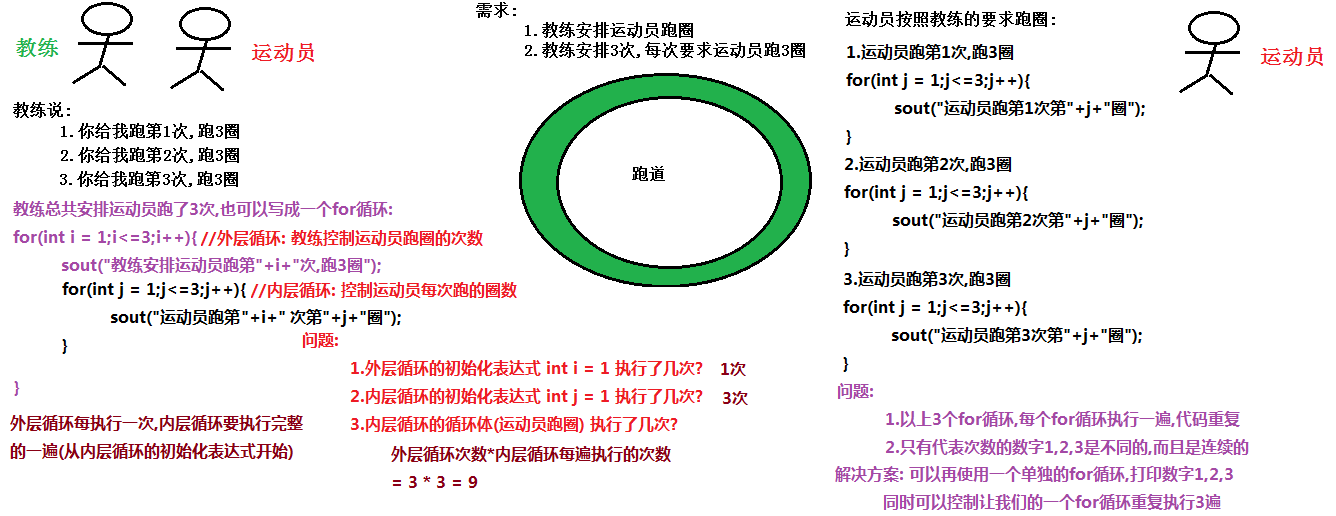 教练
运动员
教练说:
1.你给我跑第1次,跑3圈
2.你给我跑第2次,跑3圈
3.你给我跑第3次,跑3圈
教练总共安排运动员跑了3次,也可以写成一个for循环:
for(int i = 1;i<=3;i++){ //外层循环: 教练控制运动员跑圈的次数
sout("教练安排运动员跑第"+i+"次,跑3圈");
for(int j = 1;j<=3;j++){ //内层循环: 控制运动员每次跑的圈数
sout("运动员跑第"+i+" 次第"+j+"圈");
}
}
外层循环每执行一次,内层循环要执行完整
的一遍(从内层循环的初始化表达式开始)
需求:
1.教练安排运动员跑圈
2.教练安排3次,每次要求运动员跑3圈
跑道
问题:
1.外层循环的初始化表达式 int i = 1 执行了几次? 1次
2.内层循环的初始化表达式 int j = 1 执行了几次? 3次
3.内层循环的循环体(运动员跑圈) 执行了几次?
外层循环次数*内层循环每遍执行的次数
= 3 * 3 = 9
运动员按照教练的要求跑圈:
运动员
1.运动员跑第1次,跑3圈
for(int j = 1;j<=3;j++){
sout("运动员跑第1次第"+j+"圈");
}
2.运动员跑第2次,跑3圈
for(int j = 1;j<=3;j++){
sout("运动员跑第2次第"+j+"圈");
}
3.运动员跑第3次,跑3圈
for(int j = 1;j<=3;j++){
sout("运动员跑第3次第"+j+"圈");
}
问题:
1.以上3个for循环,每个for循环执行一遍,代码重复
2.只有代表次数的数字1,2,3是不同的,而且是连续的
解决方案: 可以再使用一个单独的for循环,打印数字1,2,3
同时可以控制让我们的一个for循环重复执行3遍